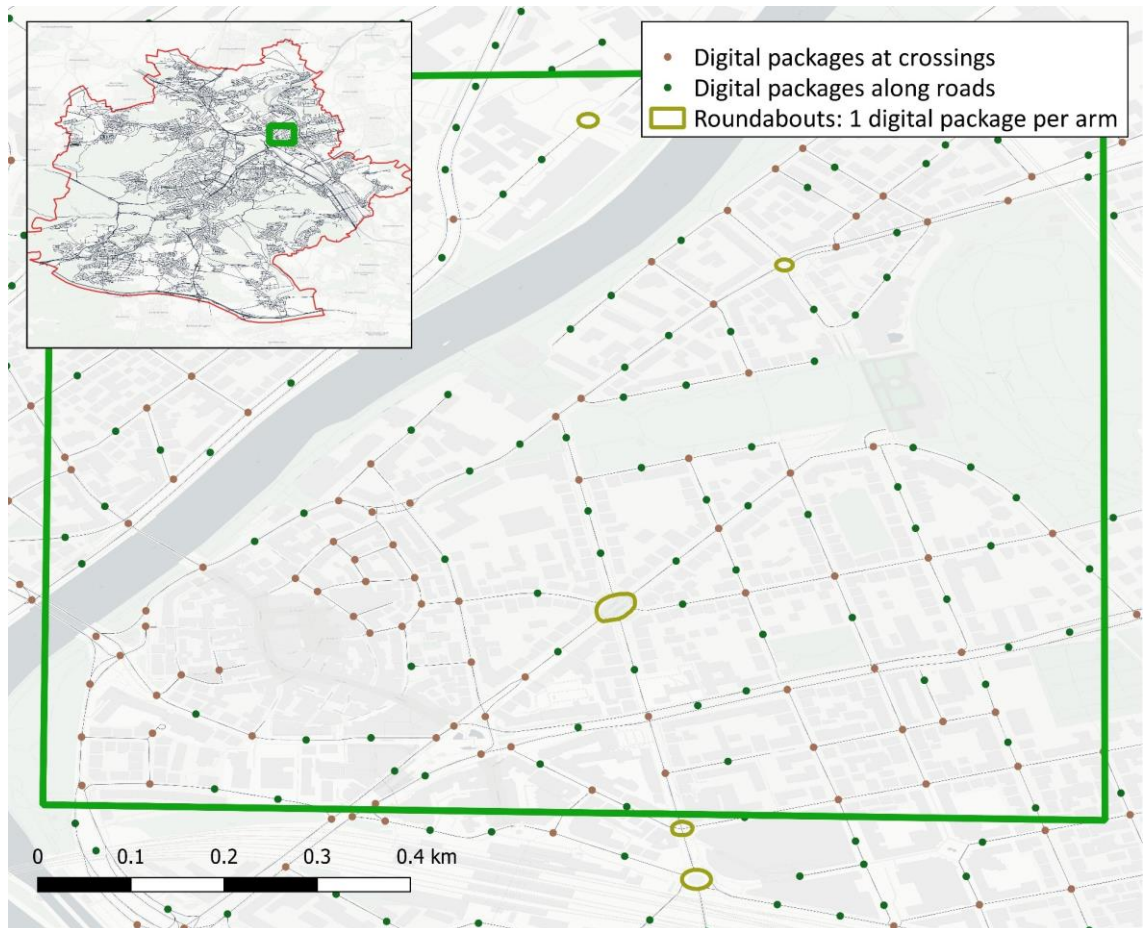 Digital packages at crossings
Digital packages along roads
Roundabouts: 1 digital package per arm
0 0.1 0.2 0.3 0.4 km